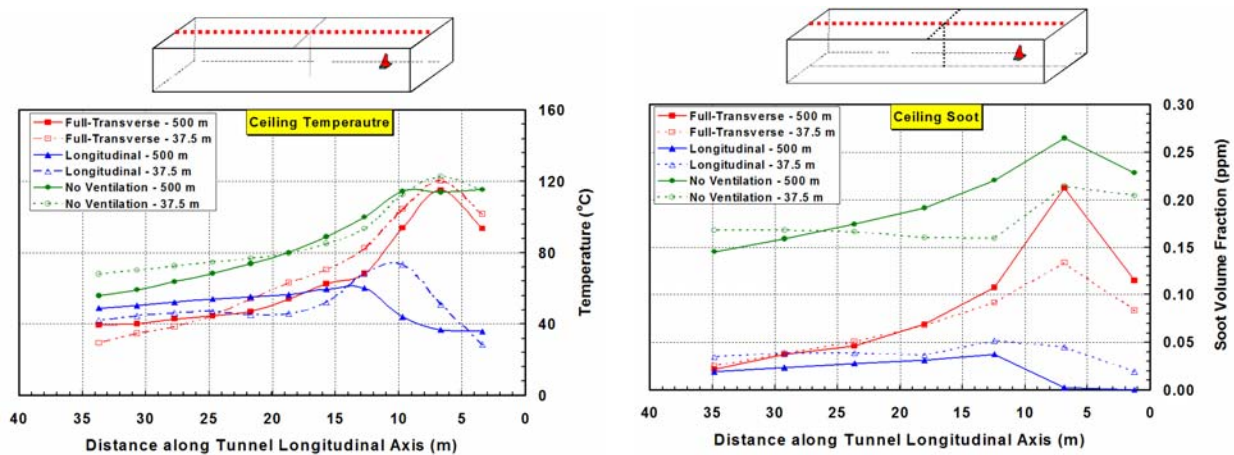 Ceiling Temperautre
Full-Transverse - 500 m
Full-Transverse - 37.5 m
Longitudinal - 500 m
Longitudinal - 37.5 m
No Ventilation - 500 m
No Ventilation - 37.5 m
160
120
80
40
0
Temperature (°C)
40 35 30 25 20 15 10 5 0
Distance along Tunnel Longitudinal Axis (m)
Ceiling Soot
Full-Transverse - 500 m
Full-Transverse - 37.5 m
Longitudinal - 500 m
Longitudinal - 37.5 m
No Ventilation - 500 m
No Ventilation - 37.5 m
0.30
0.25
0.20
0.15
0.10
0.05
0.00
Soot Volume Fraction (ppm)
40 35 30 25 20 15 10 5 0
Distance along Tunnel Longitudinal Axis (m)